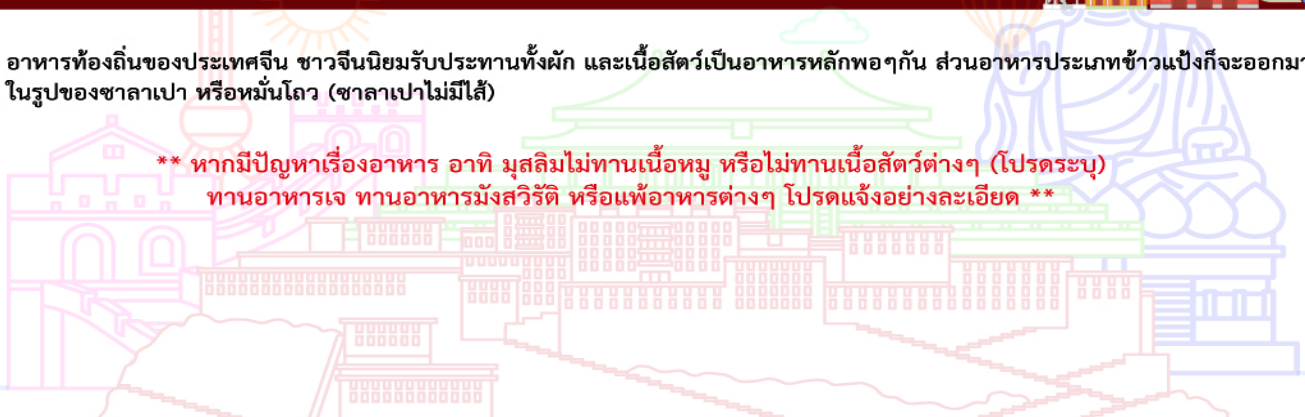 อาหารท้องถิ่นของประเทศจีน ชาวจีนนิยมรับประทานทั้งผัก และเนื้อสัตว์เป็นอาหารหลักพอๆกัน ส่วนอาหารประเภทข้าวแป้งก็จะออกมา
ในรูปของซาลาเปา หรือหมั่นโถว (ซาลาเปาไม่มีไส้)
** หากมีปัญหาเรื่องอาหาร อาทิ มุสลิมไม่ทานเนื้อหมู หรือไม่ทานเนื้อสัตว์ต่างๆ (โปรดระบุ)
ทานอาหารเจ ทานอาหารมังสวิรัติ หรือแพ้อาหารต่างๆ โปรดแจ้งอย่างละเอียด **